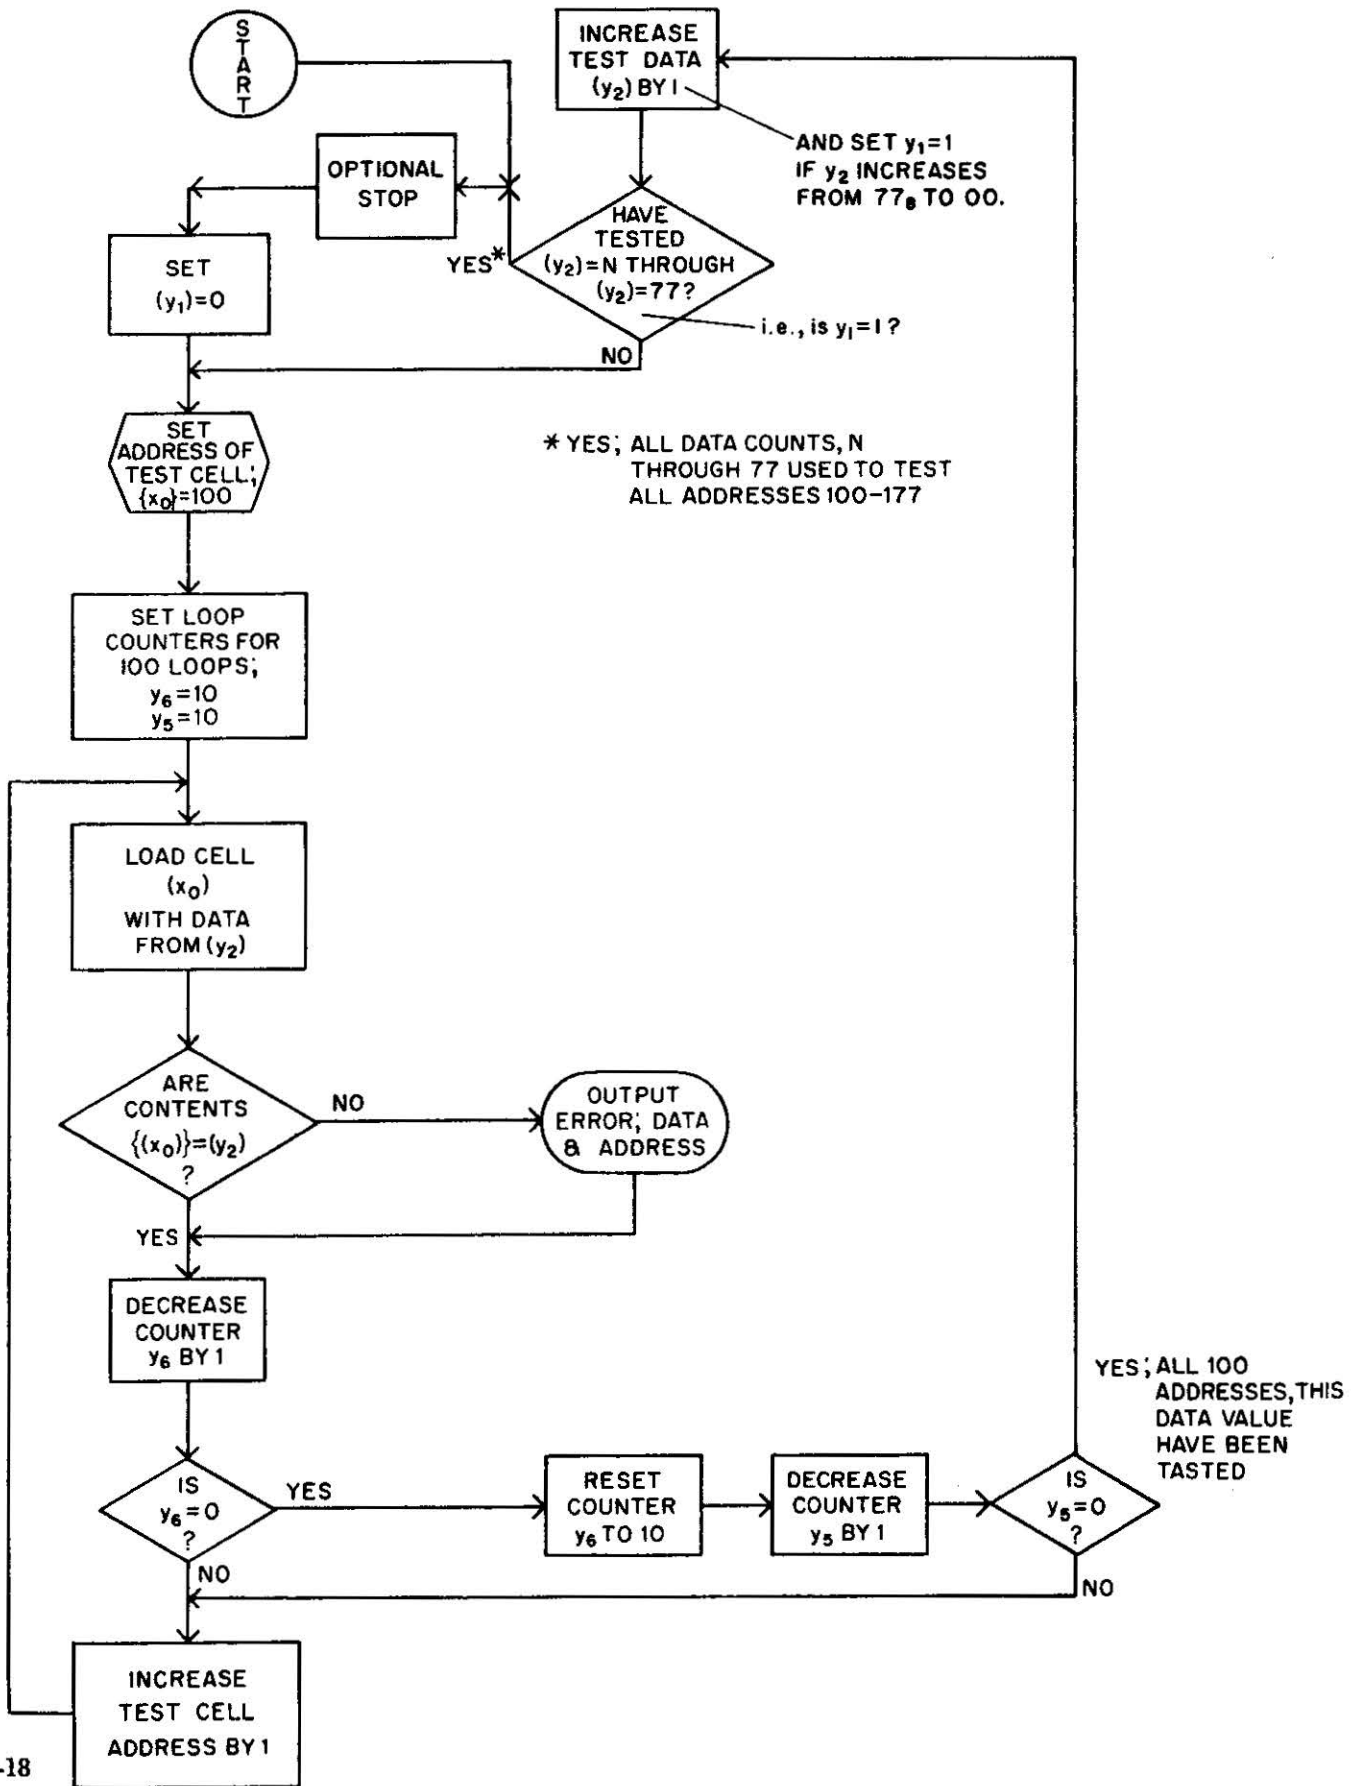 START
INCREASE
TEST DATA
(y₂) BY 1
AND SET y₁=1
IF y₂ INCREASES
FROM 77₈ TO 00.
OPTIONAL
STOP
HAVE
TESTED
(y₂)=N THROUGH
(y₂)=77?
YES*
i.e., is y₁=1?
NO
SET
(y₁)=0
SET
ADDRESS OF
TEST CELL;
{x₀}=100
* YES; ALL DATA COUNTS, N
THROUGH 77 USED TO TEST
ALL ADDRESSES 100-177
SET LOOP
COUNTERS FOR
100 LOOPS;
y₆=10
y₅=10
LOAD CELL
(x₀)
WITH DATA
FROM (y₂)
ARE
CONTENTS
{(x₀)}=(y₂)
?
NO
OUTPUT
ERROR; DATA
& ADDRESS
YES
DECREASE
COUNTER
y₆ BY 1
IS
y₆=0
?
YES
RESET
COUNTER
y₆ TO 10
DECREASE
COUNTER
y₅ BY 1
IS
y₅=0
?
YES; ALL 100
ADDRESSES, THIS
DATA VALUE
HAVE BEEN
TASTED
NO
NO
INCREASE
TEST CELL
ADDRESS BY 1
-18